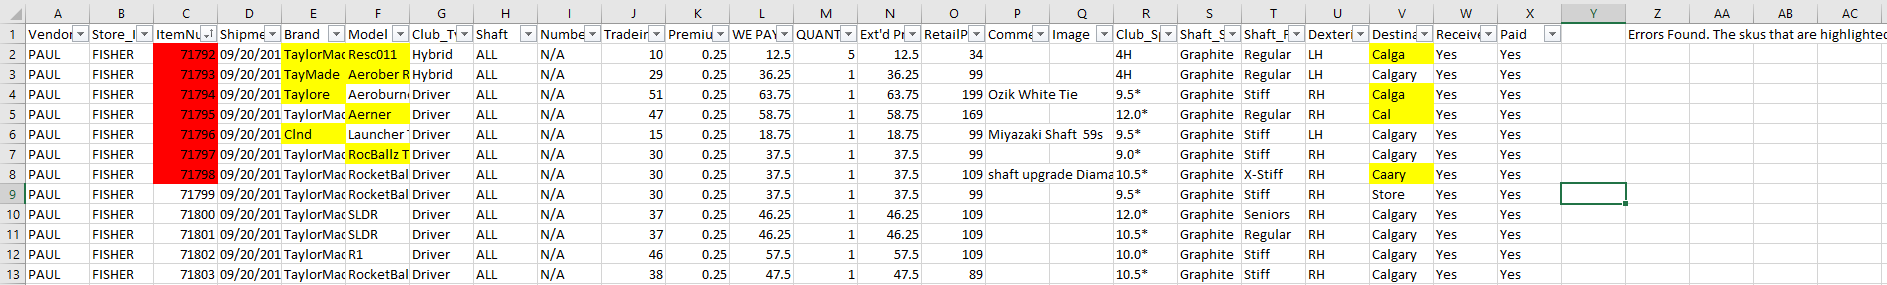 A B C D E F G H I J K L M N O P Q R S T U V W X Y Z AA AB AC
1 Vendor Store_I ItemNu Shipme Brand Model Club_Ty Shaft Numbe Tradein Premiu WE PAY QUANT Ext'd Pr RetailP Comme Image Club_Sp Shaft_S Shaft_F Dexteri Destina Receive Paid Errors Found. The skus that are highlighted
2 PAUL FISHER 71792 09/20/201 TaylorMac Resc011 Hybrid ALL N/A 10 0.25 12.5 5 12.5 34 4H Graphite Regular LH Calga Yes Yes
3 PAUL FISHER 71793 09/20/201 TayMade Aerober R Hybrid ALL N/A 29 0.25 36.25 1 36.25 99 4H Graphite Regular LH Calgary Yes Yes
4 PAUL FISHER 71794 09/20/201 Taylore Aeroburne Driver ALL N/A 51 0.25 63.75 1 63.75 199 Ozik White Tie 9.5* Graphite Stiff RH Calga Yes Yes
5 PAUL FISHER 71795 09/20/201 TaylorMac Aerner Driver ALL N/A 47 0.25 58.75 1 58.75 169 12.0* Graphite Regular RH Cal Yes Yes
6 PAUL FISHER 71796 09/20/201 Clnd Launcher Driver ALL N/A 15 0.25 18.75 1 18.75 99 Miyazaki Shaft 59s 9.5* Graphite Stiff LH Calgary Yes Yes
7 PAUL FISHER 71797 09/20/201 TaylorMac RocBallz T Driver ALL N/A 30 0.25 37.5 1 37.5 99 9.0* Graphite Stiff RH Calgary Yes Yes
8 PAUL FISHER 71798 09/20/201 TaylorMac RocketBal Driver ALL N/A 30 0.25 37.5 1 37.5 109 shaft upgrade Diama 10.5* Graphite X-Stiff RH Caary Yes Yes
9 PAUL FISHER 71799 09/20/201 TaylorMac RocketBal Driver ALL N/A 30 0.25 37.5 1 37.5 99 9.5* Graphite Stiff RH Store Yes Yes
10 PAUL FISHER 71800 09/20/201 TaylorMac SLDR Driver ALL N/A 37 0.25 46.25 1 46.25 109 12.0* Graphite Seniors RH Calgary Yes Yes
11 PAUL FISHER 71801 09/20/201 TaylorMac SLDR Driver ALL N/A 37 0.25 46.25 1 46.25 109 10.5* Graphite Regular RH Calgary Yes Yes
12 PAUL FISHER 71802 09/20/201 TaylorMac R1 Driver ALL N/A 46 0.25 57.5 1 57.5 109 10.0* Graphite Stiff RH Calgary Yes Yes
13 PAUL FISHER 71803 09/20/201 TaylorMac RocketBal Driver ALL N/A 38 0.25 47.5 1 47.5 89 10.5* Graphite Stiff RH Calgary Yes Yes